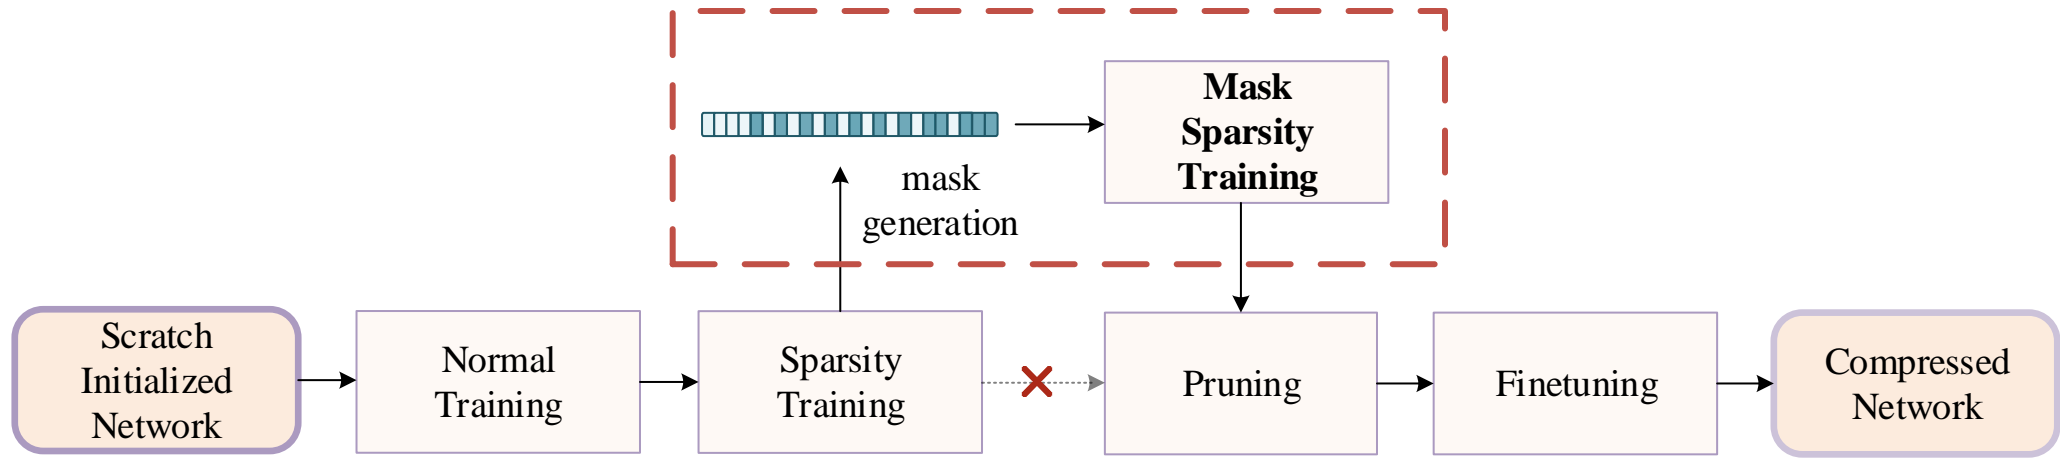 Mask
Sparsity
Training
mask
generation
Scratch
Initialized
Network
Normal
Training
Sparsity
Training
Pruning
Finetuning
Compressed
Network